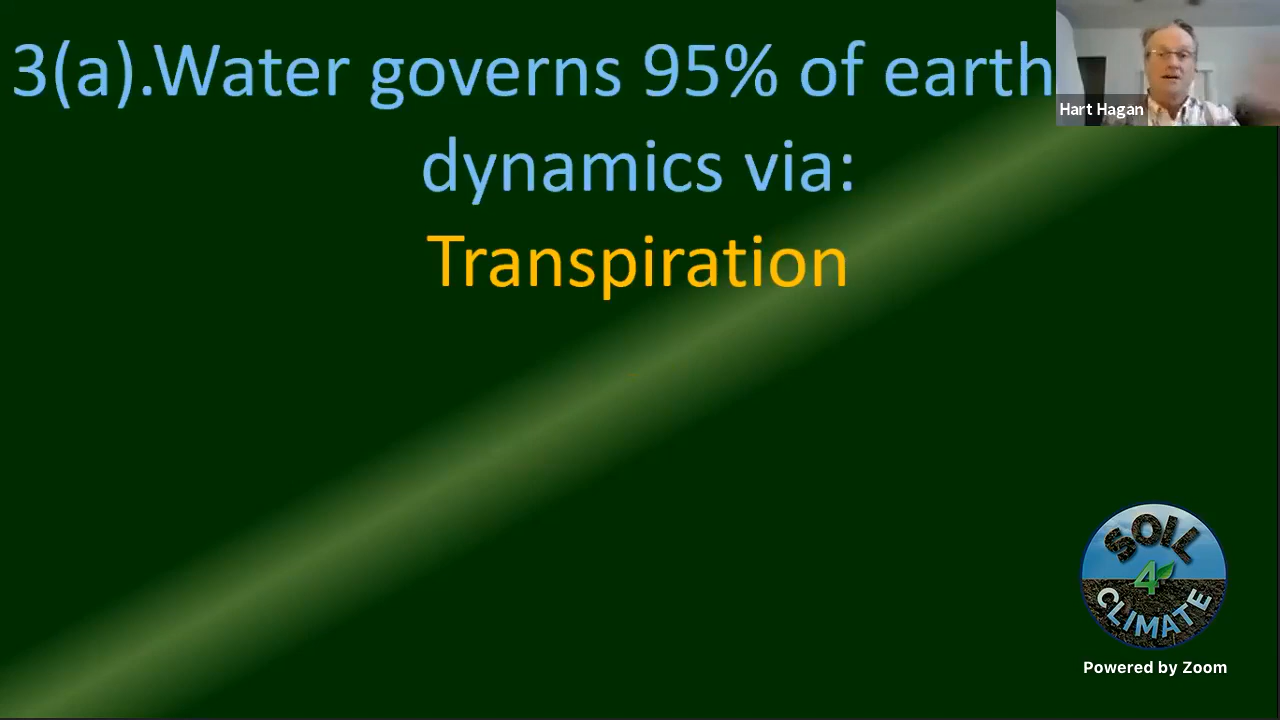 3(a).Water governs 95% of earth
dynamics via:
Transpiration
Hart Hagan
SOIL
4
CLIMATE
Powered by Zoom